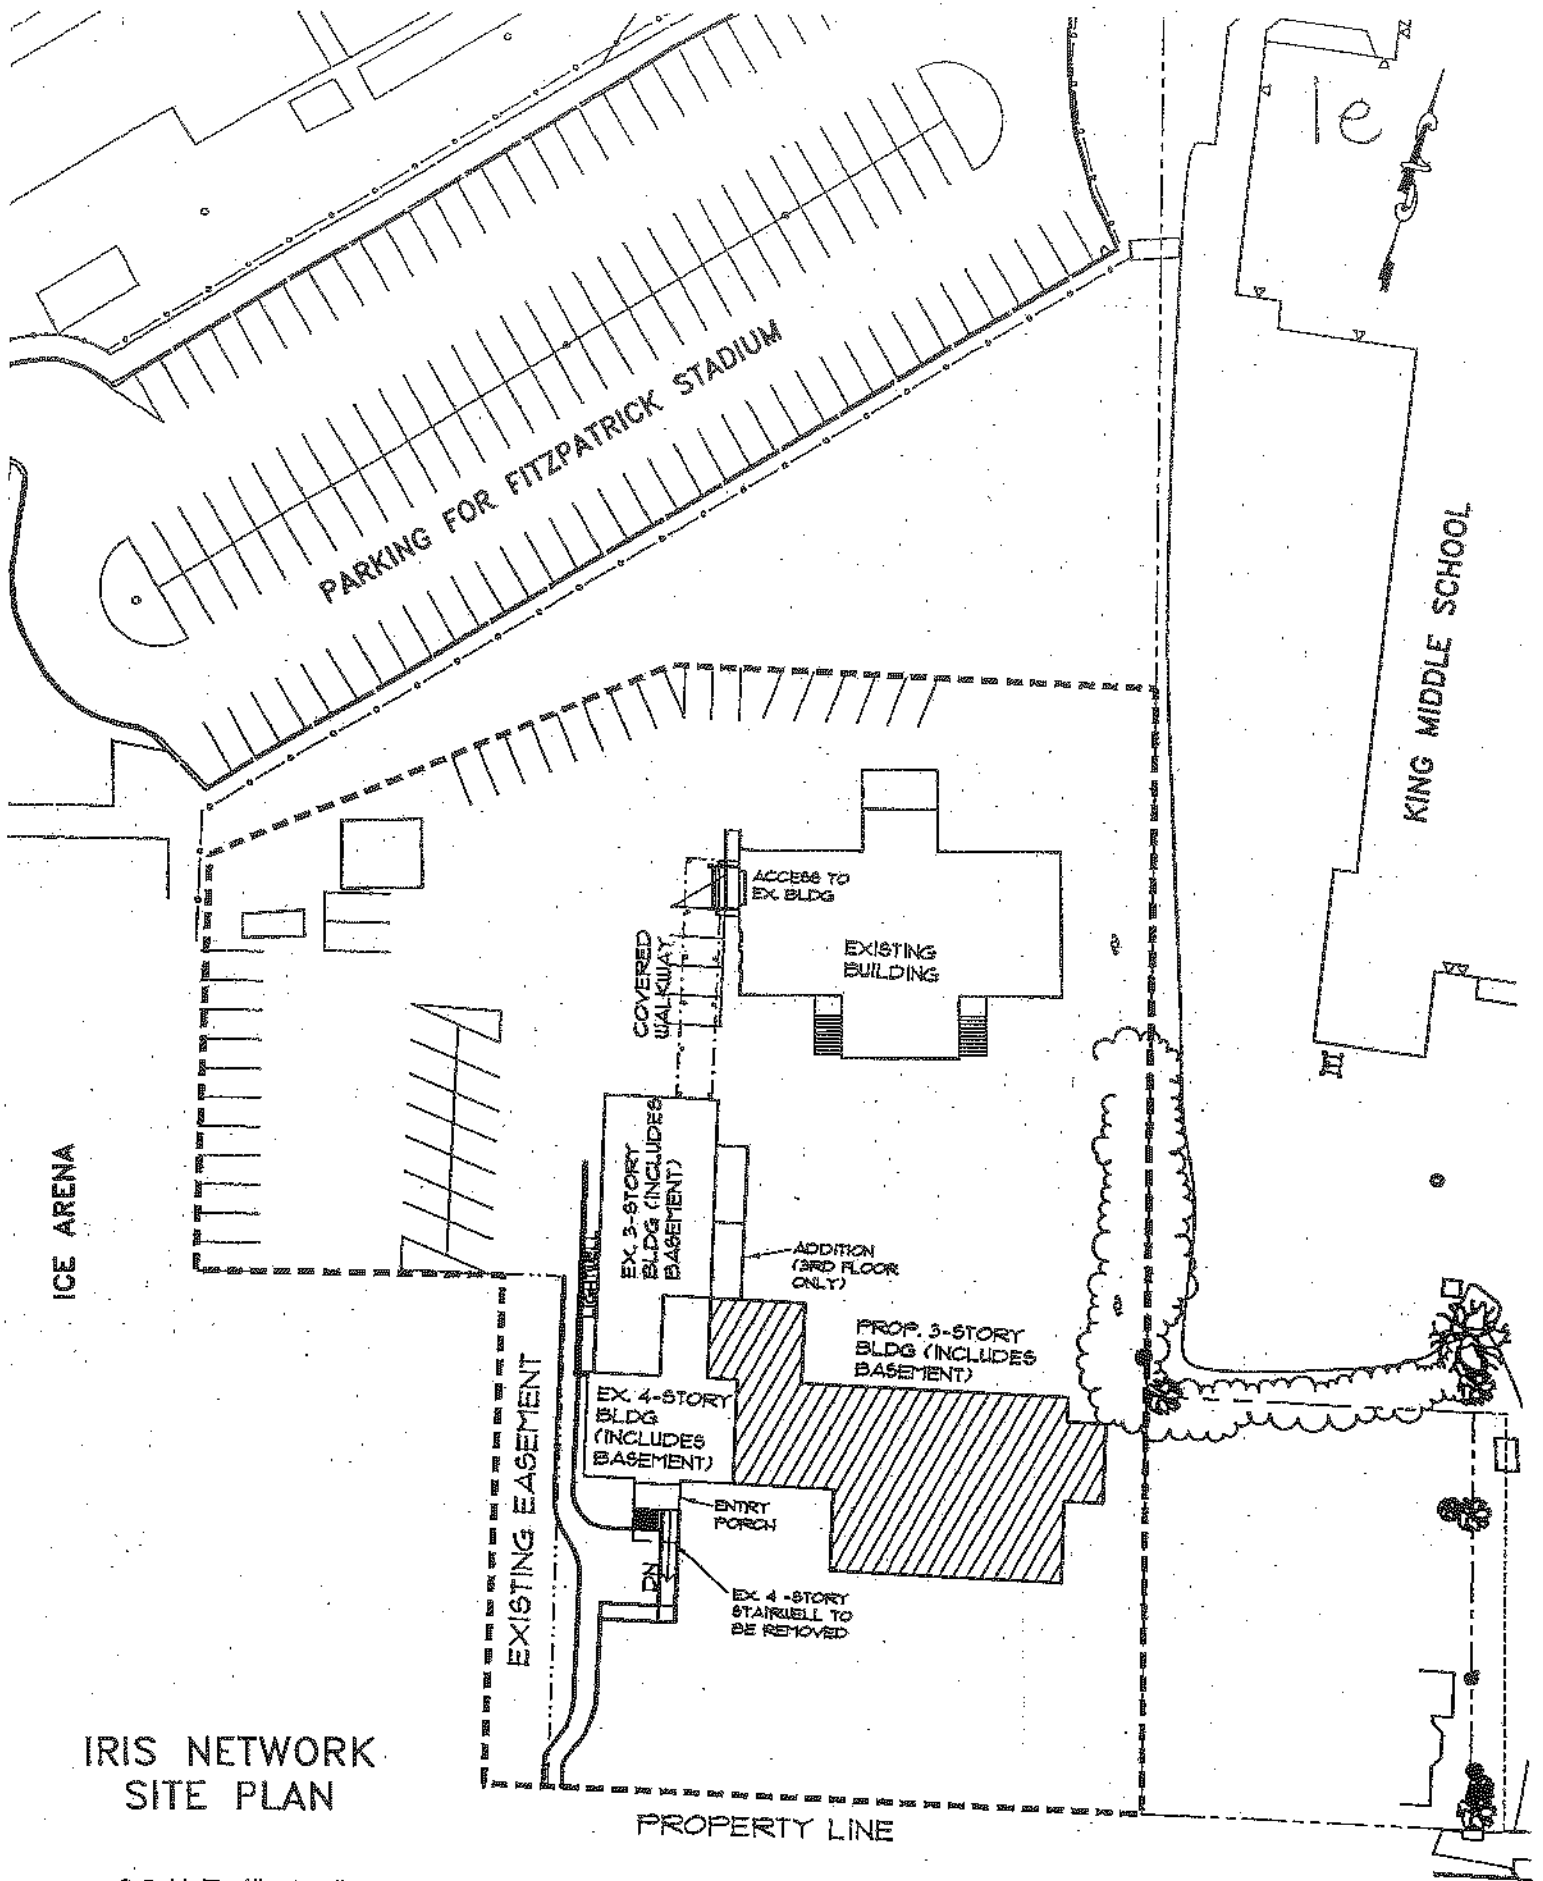 1e
PARKING FOR FITZPATRICK STADIUM
KING MIDDLE SCHOOL
ACCESS TO
EX. BLDG
EXISTING
BUILDING
COVERED
WALKWAY
EX. 3-STORY
BLDG (INCLUDES
BASEMENT)
ICE ARENA
ADDITION
(3RD FLOOR
ONLY)
PROP. 3-STORY
BLDG (INCLUDES
BASEMENT)
EX. 4-STORY
BLDG
(INCLUDES
BASEMENT)
EXISTING EASEMENT
ENTRY
PORCH
DN
EX. 4-STORY
STAIRWELL TO
BE REMOVED
IRIS NETWORK
SITE PLAN
PROPERTY LINE